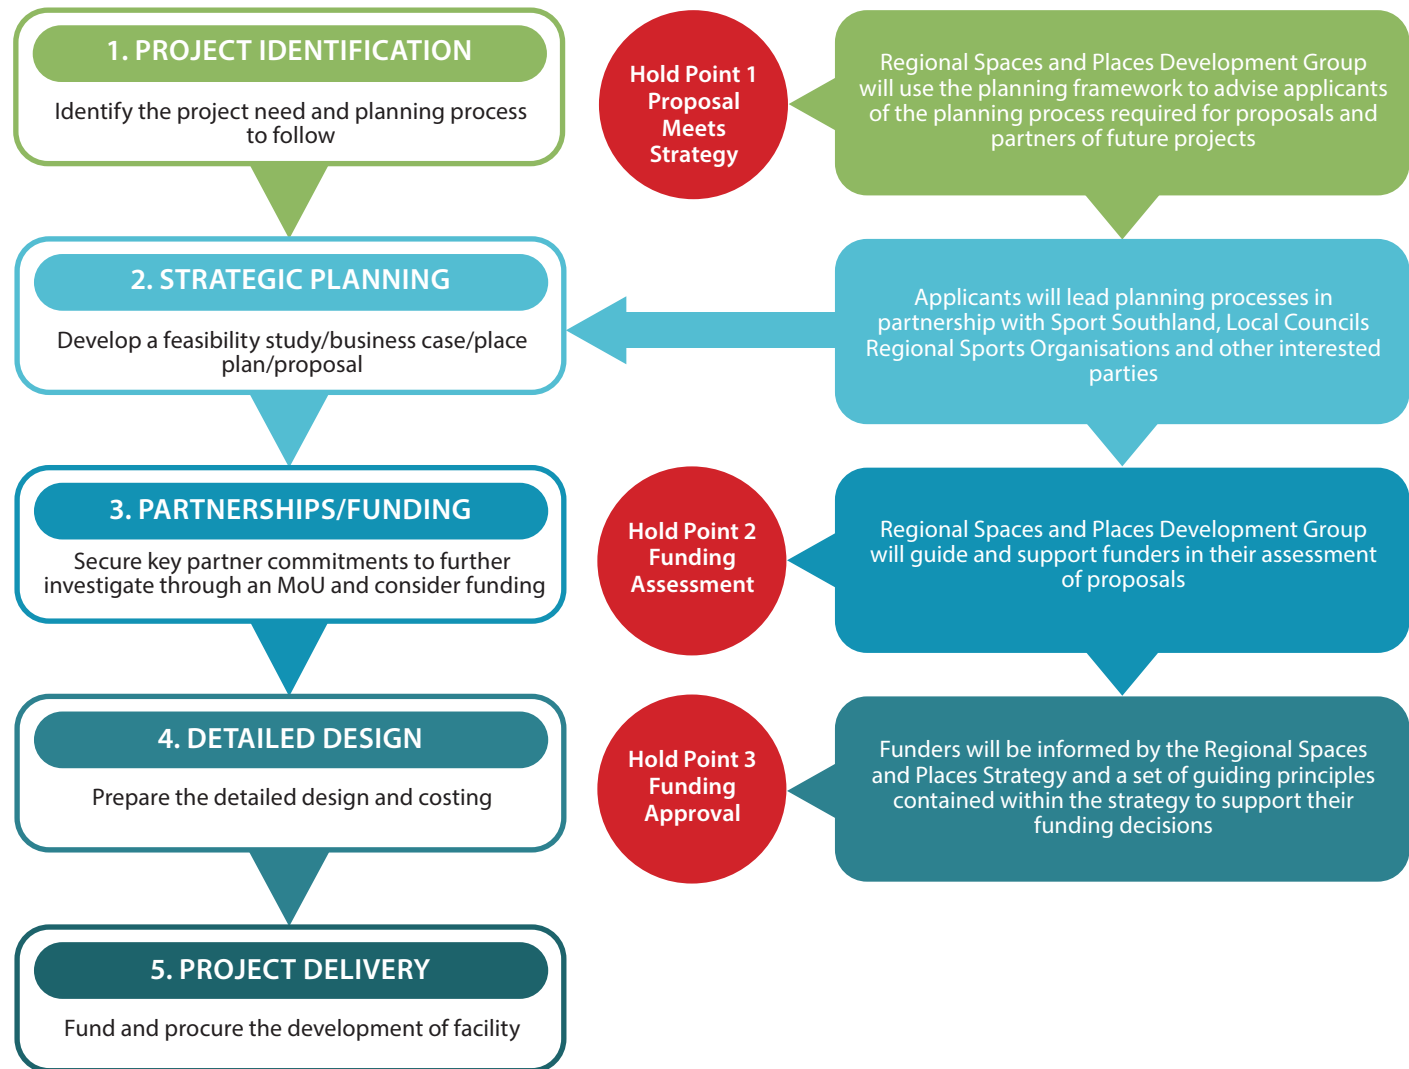 1. PROJECT IDENTIFICATION
Identify the project need and planning process
to follow
Hold Point 1
Proposal
Meets
Strategy
Regional Spaces and Places Development Group
will use the planning framework to advise applicants
of the planning process required for proposals and
partners of future projects
2. STRATEGIC PLANNING
Develop a feasibility study/business case/place
plan/proposal
Applicants will lead planning processes in
partnership with Sport Southland, Local Councils
Regional Sports Organisations and other interested
parties
3. PARTNERSHIPS/FUNDING
Secure key partner commitments to further
investigate through an MoU and consider funding
Hold Point 2
Funding
Assessment
Regional Spaces and Places Development Group
will guide and support funders in their assessment
of proposals
4. DETAILED DESIGN
Prepare the detailed design and costing
Hold Point 3
Funding
Approval
Funders will be informed by the Regional Spaces
and Places Strategy and a set of guiding principles
contained within the strategy to support their
funding decisions
5. PROJECT DELIVERY
Fund and procure the development of facility